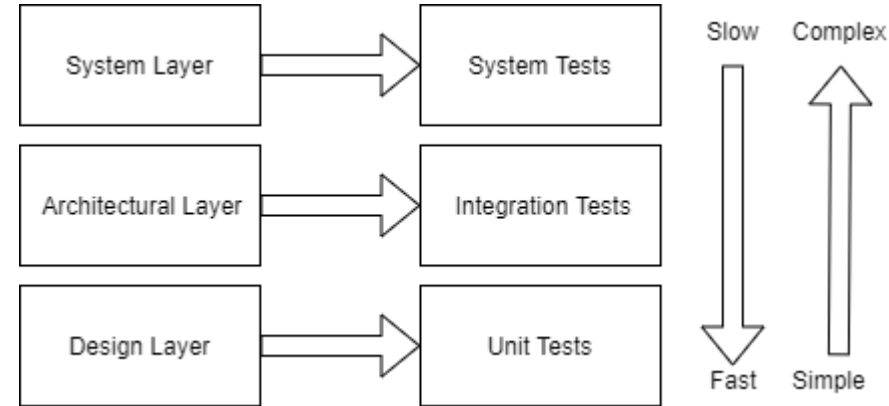 System Layer
System Tests
Slow
Complex
Architectural Layer
Integration Tests
Design Layer
Unit Tests
Fast
Simple